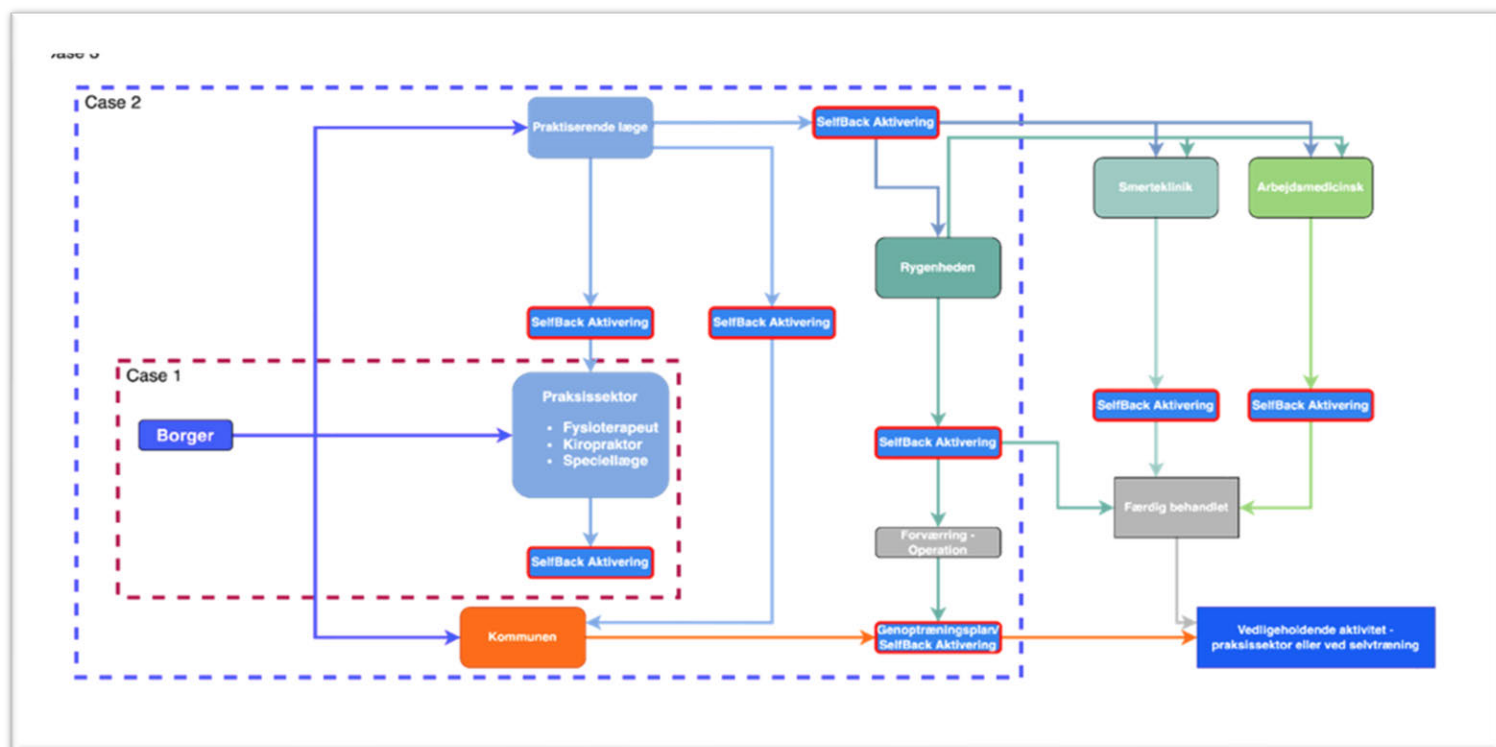 Case 2
Praktiserende læge
SelfBack Aktivering
Smerteklinik
Arbejdsmedicinsk
Rygenheden
SelfBack Aktivering
SelfBack Aktivering
Case 1
Praksissektor
• Fysioterapeut
• Kiropraktor
• Speciellæge
Borger
SelfBack Aktivering
SelfBack Aktivering
SelfBack Aktivering
Færdig behandlet
Forværring -
Operation
SelfBack Aktivering
Kommunen
Genoptræningsplan/
SelfBack Aktivering
Vedligeholdende aktivitet -
praksissektor eller ved selvtræning